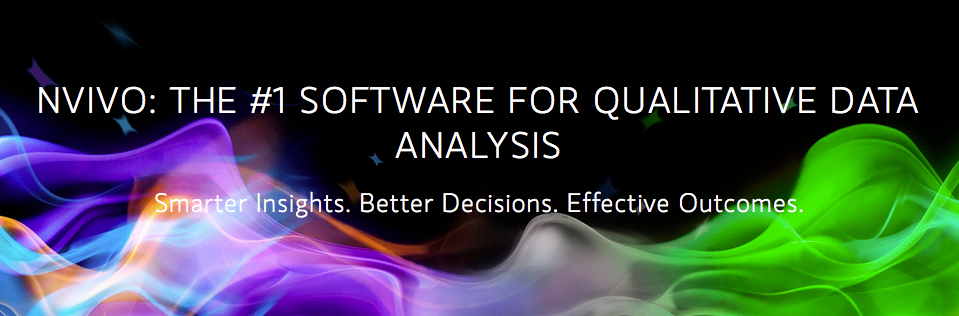 NVIVO: THE #1 SOFTWARE FOR QUALITATIVE DATA
ANALYSIS
Smarter Insights. Better Decisions. Effective Outcomes.